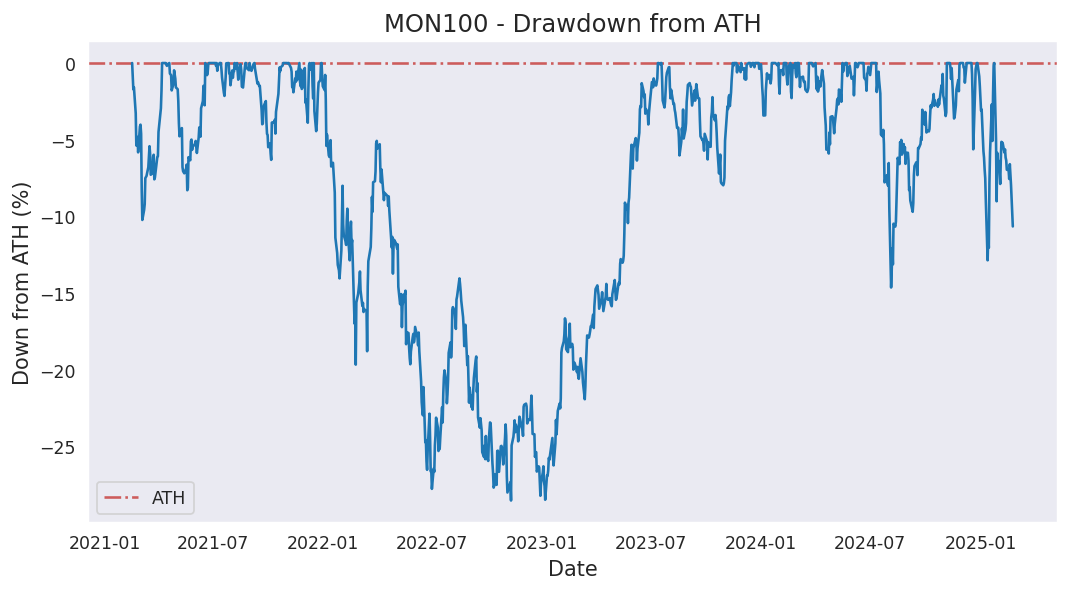 MON100 - Drawdown from ATH
Down from ATH (%)
0
−5
−10
−15
−20
−25
ATH
2021-01 2021-07 2022-01 2022-07 2023-01 2023-07 2024-01 2024-07 2025-01
Date